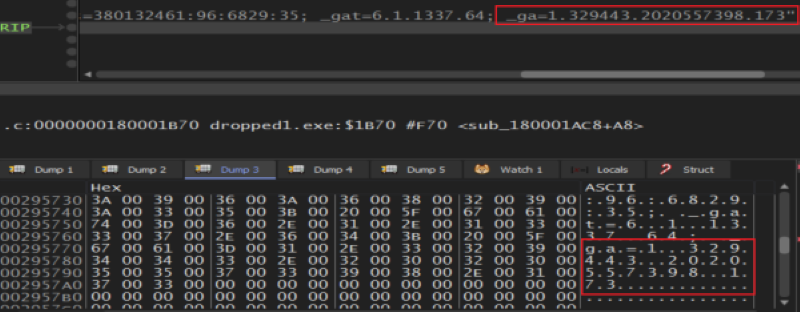 .=380132461:96:6829:35; _gat=6.1.1337.64; _ga=1.329443.2020557398.173"
RIP
.c:0000000180001B70 dropped1.exe:$1B70 #F70 <sub_180001AC8+A8>
Dump 1 Dump 2 Dump 3 Dump 4 Dump 5 Watch 1 Locals Struct
Hex ASCII
00295730 3A 00 39 00 36 00 3A 00 36 00 38 00 32 00 39 00 :.9.6.:.6.8.2.9.
00295740 3A 00 33 00 35 00 3B 00 20 00 5F 00 67 00 61 00 :.3.5.;. ._.g.a.
00295750 74 00 3D 00 36 00 2E 00 31 00 2E 00 31 00 33 00 t.=.6...1...1.3.
00295760 33 00 37 00 2E 00 36 00 34 00 3B 00 20 00 5F 00 3.7...6.4.;. ._.
00295770 67 00 61 00 3D 00 31 00 2E 00 33 00 32 00 39 00 g.a.=.1...3.2.9.
00295780 34 00 34 00 33 00 2E 00 32 00 30 00 32 00 30 00 4.4.3...2.0.2.0.
00295790 35 00 35 00 37 00 33 00 39 00 38 00 2E 00 31 00 5.5.7.3.9.8...1.
002957A0 37 00 33 00 00 00 00 00 00 00 00 00 00 00 00 00 7.3.............
002957B0 00 00 00 00 00 00 00 00 00 00 00 00 00 00 00 00 ................